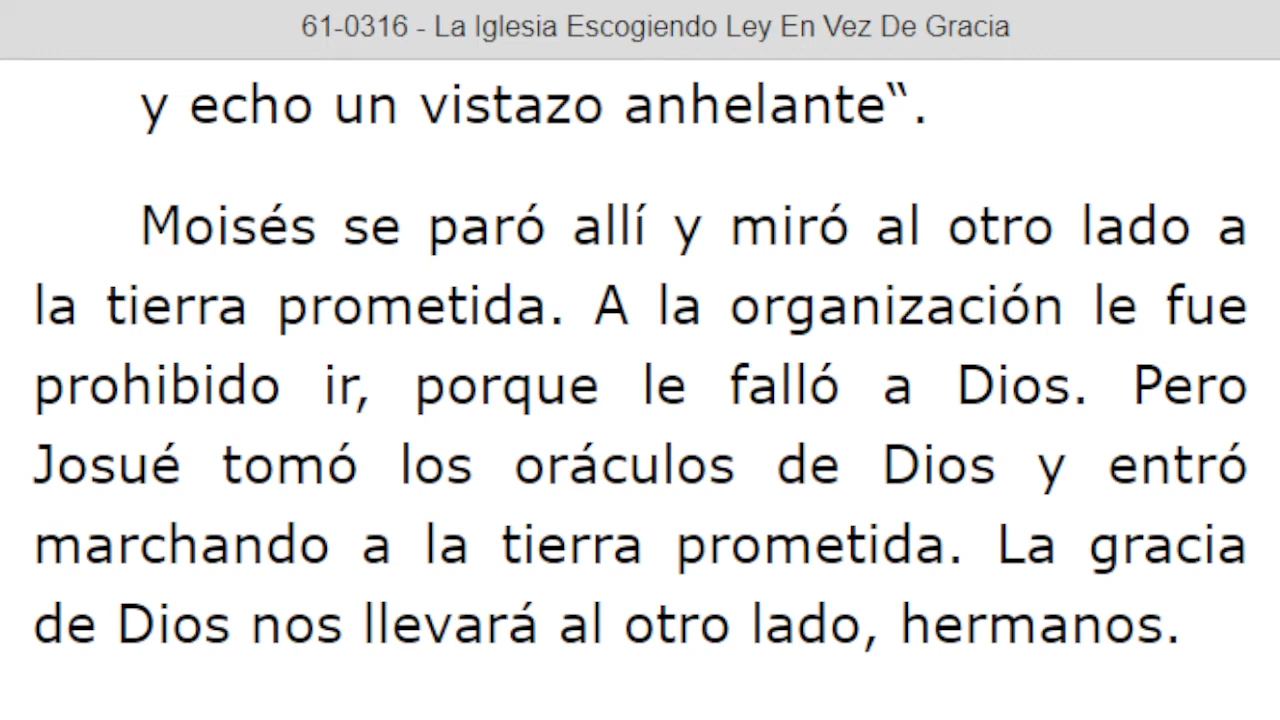 61-0316 - La Iglesia Escogiendo Ley En Vez De Gracia
y echo un vistazo anhelante“.
Moisés se paró allí y miró al otro lado a
la tierra prometida. A la organización le fue
prohibido ir, porque le falló a Dios. Pero
Josué tomó los oráculos de Dios y entró
marchando a la tierra prometida. La gracia
de Dios nos llevará al otro lado, hermanos.